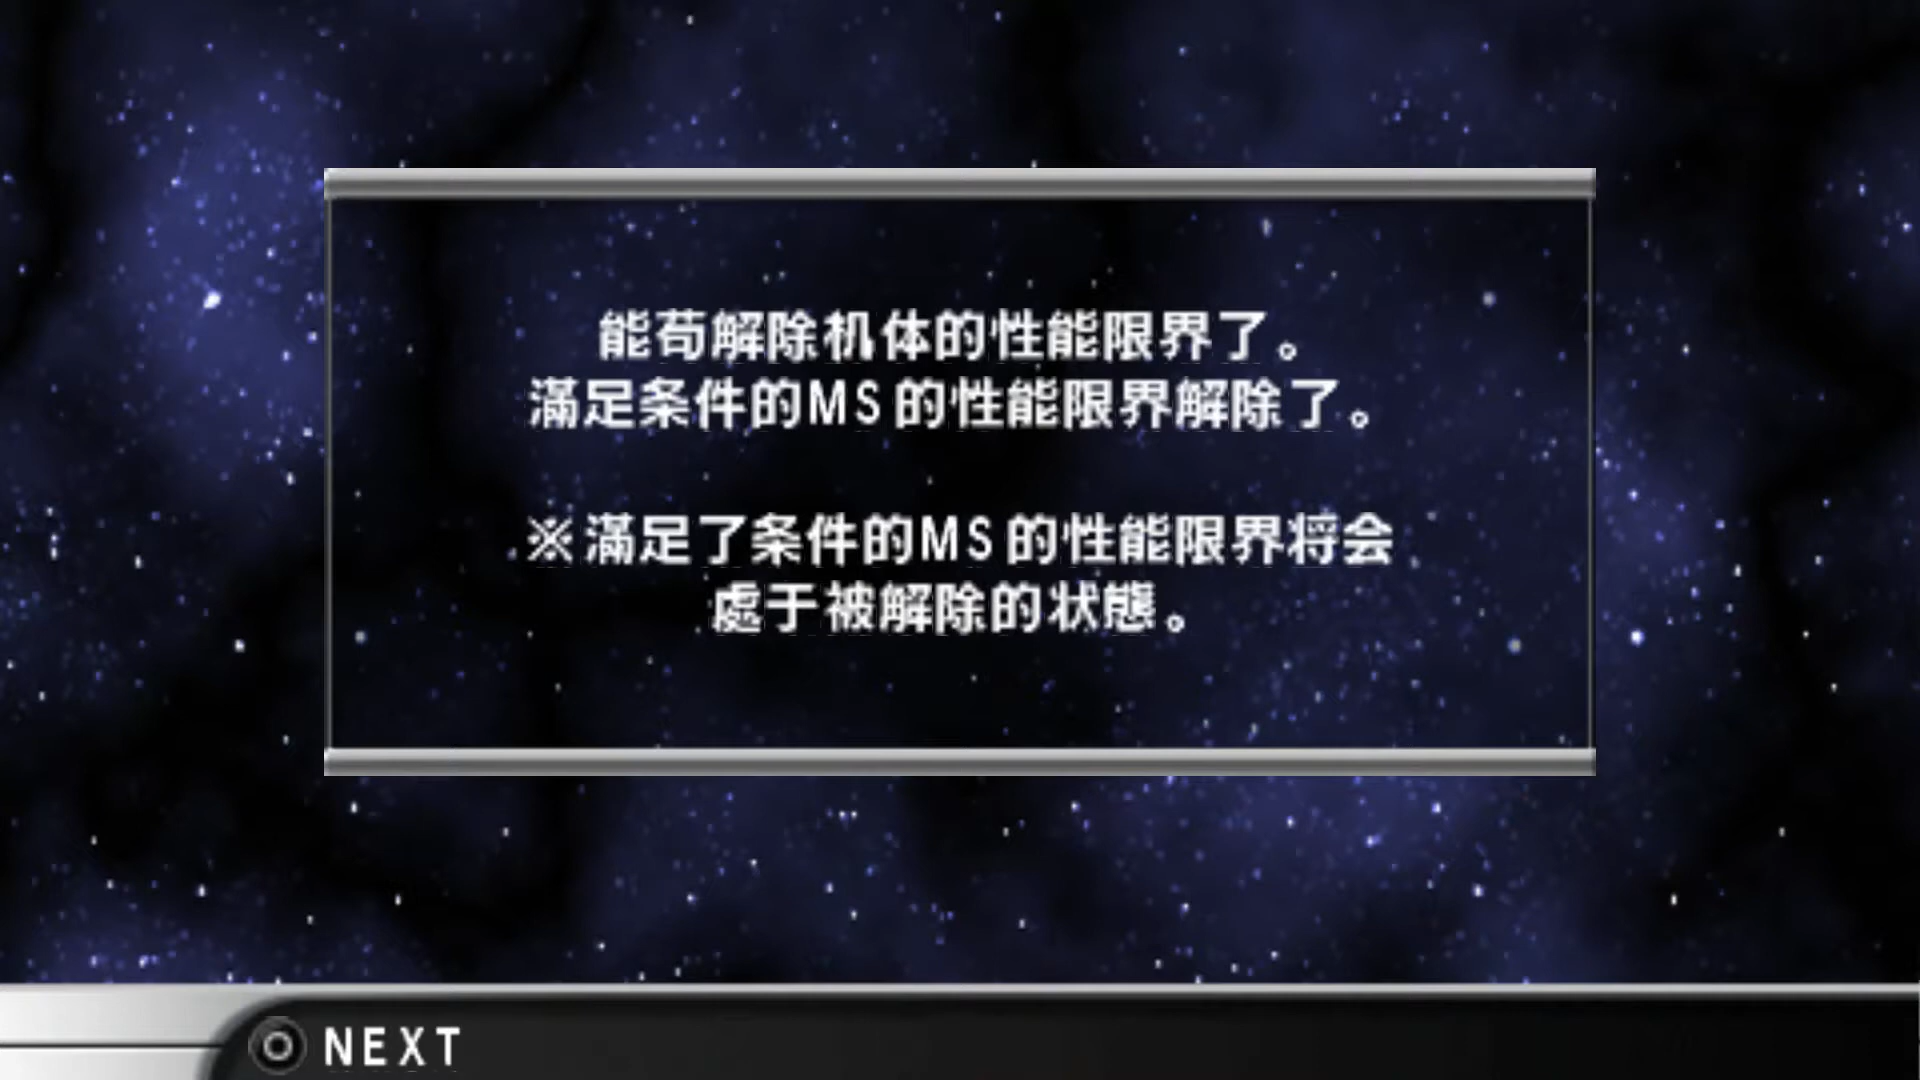 能苟解除机体的性能限界了。
滿足条件的MS的性能限界解除了。
※滿足了条件的MS的性能限界将会
處于被解除的状態。
NEXT